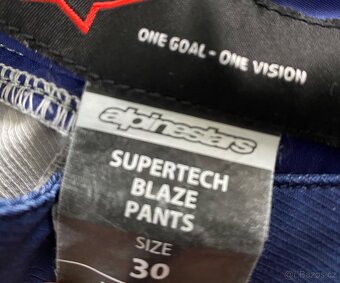 ONE GOAL - ONE VISION
alpinestars
SUPERTECH
BLAZE
PANTS
SIZE
30